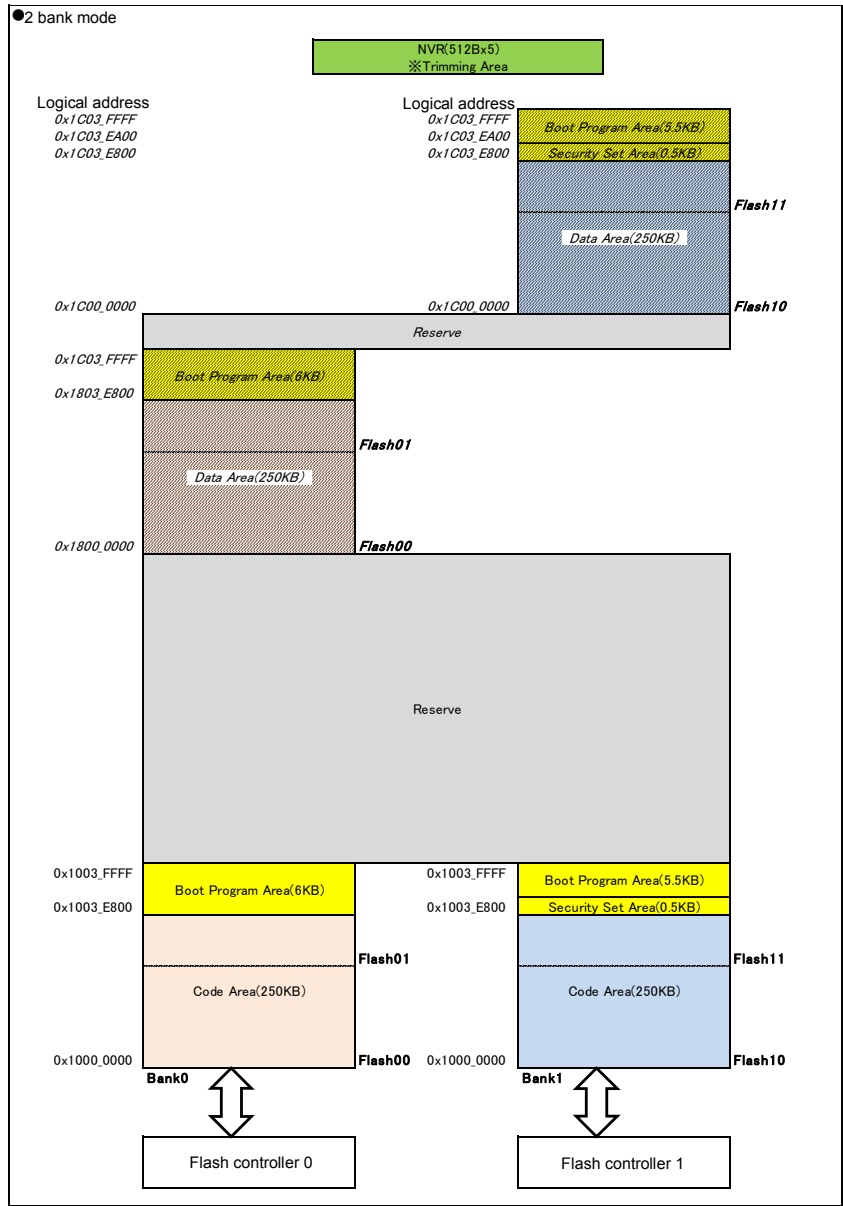 ●2 bank mode
NVR(512Bx5)
※Trimming Area
Logical address
0x1C03_FFFF
0x1C03_EA00
0x1C03_E800
Logical address
0x1C03_FFFF
0x1C03_EA00
0x1C03_E800
Boot Program Area(5.5KB)
Security Set Area(0.5KB)
Flash11
Data Area(250KB)
0x1C00_0000
0x1C00_0000
Flash10
Reserve
0x1C03_FFFF
Boot Program Area(6KB)
0x1803_E800
Flash01
Data Area(250KB)
0x1800_0000
Flash00
Reserve
0x1003_FFFF
Boot Program Area(6KB)
0x1003_E800
0x1003_FFFF
Boot Program Area(5.5KB)
0x1003_E800
Security Set Area(0.5KB)
Flash01
Flash11
Code Area(250KB)
Code Area(250KB)
0x1000_0000
Flash00
0x1000_0000
Flash10
Bank0
Bank1
Flash controller 0
Flash controller 1